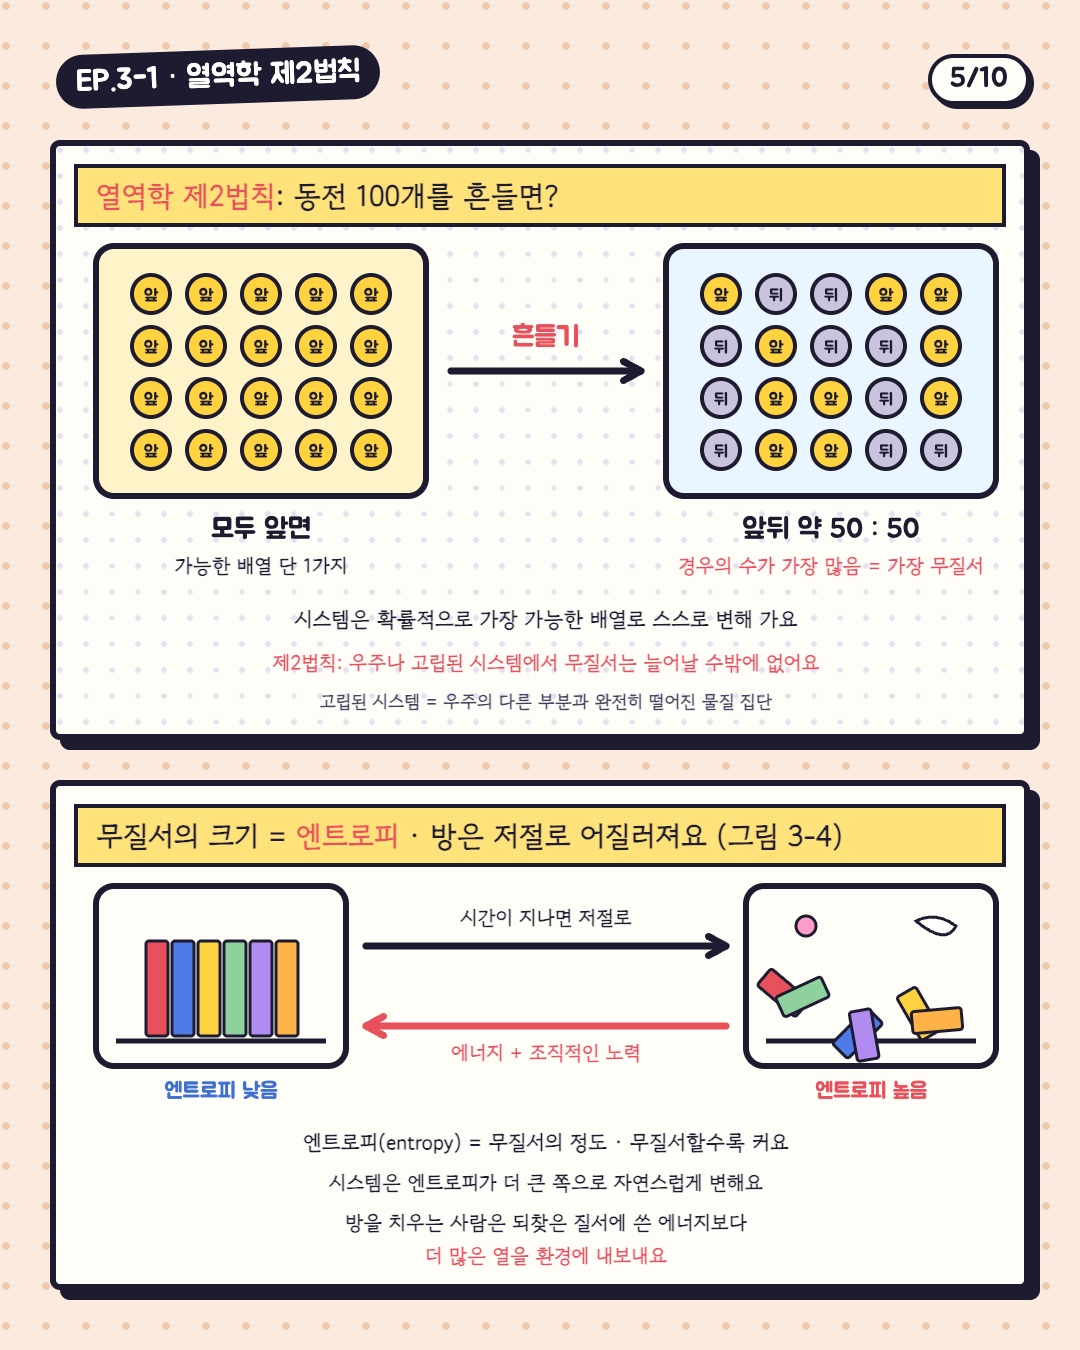 EP.3-1 · 열역학 제2법칙
5/10
열역학 제2법칙: 동전 100개를 흔들면?
앞 앞 앞 앞 앞
앞 앞 앞 앞 앞
앞 앞 앞 앞 앞
앞 앞 앞 앞 앞
흔들기
앞 뒤 뒤 앞 앞
뒤 앞 뒤 뒤 앞
뒤 앞 앞 뒤 앞
뒤 앞 앞 뒤 뒤
모두 앞면
가능한 배열 단 1가지
앞뒤 약 50 : 50
경우의 수가 가장 많음 = 가장 무질서
시스템은 확률적으로 가장 가능한 배열로 스스로 변해 가요
제2법칙: 우주나 고립된 시스템에서 무질서는 늘어날 수밖에 없어요
고립된 시스템 = 우주의 다른 부분과 완전히 떨어진 물질 집단
무질서의 크기 = 엔트로피 · 방은 저절로 어질러져요 (그림 3-4)
시간이 지나면 저절로
에너지 + 조직적인 노력
엔트로피 낮음
엔트로피 높음
엔트로피(entropy) = 무질서의 정도 · 무질서할수록 커요
시스템은 엔트로피가 더 큰 쪽으로 자연스럽게 변해요
방을 치우는 사람은 되찾은 질서에 쓴 에너지보다
더 많은 열을 환경에 내보내요